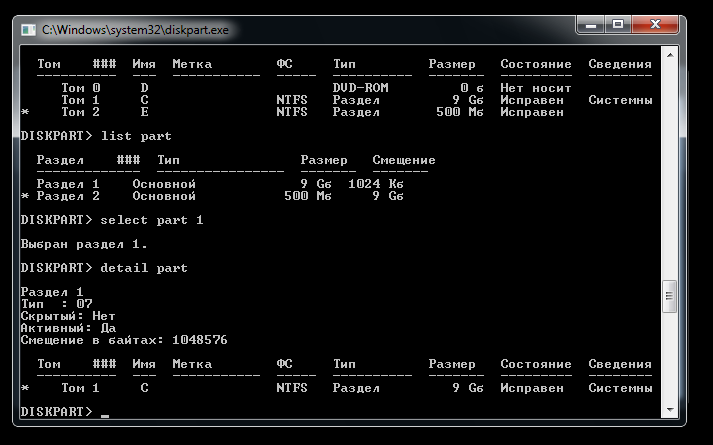 C:\Windows\system32\diskpart.exe
Том ### Имя Метка ФС Тип Размер Состояние Сведения
---------- --- ----------- ----- ---------- ------- --------- --------
Том 0 D DVD-ROM 0 б Нет носит
Том 1 C NTFS Раздел 9 Gб Исправен Системны
* Том 2 E NTFS Раздел 500 Mб Исправен
DISKPART> list part
Раздел ### Тип Размер Смещение
------------- ---------------- ------- --------
Раздел 1 Основной 9 Gб 1024 Kб
* Раздел 2 Основной 500 Mб 9 Gб
DISKPART> select part 1
Выбран раздел 1.
DISKPART> detail part
Раздел 1
Тип : 07
Скрытый: Нет
Активный: Да
Смещение в байтах: 1048576
Том ### Имя Метка ФС Тип Размер Состояние Сведения
---------- --- ----------- ----- ---------- ------- --------- --------
* Том 1 C NTFS Раздел 9 Gб Исправен Системны
DISKPART> _